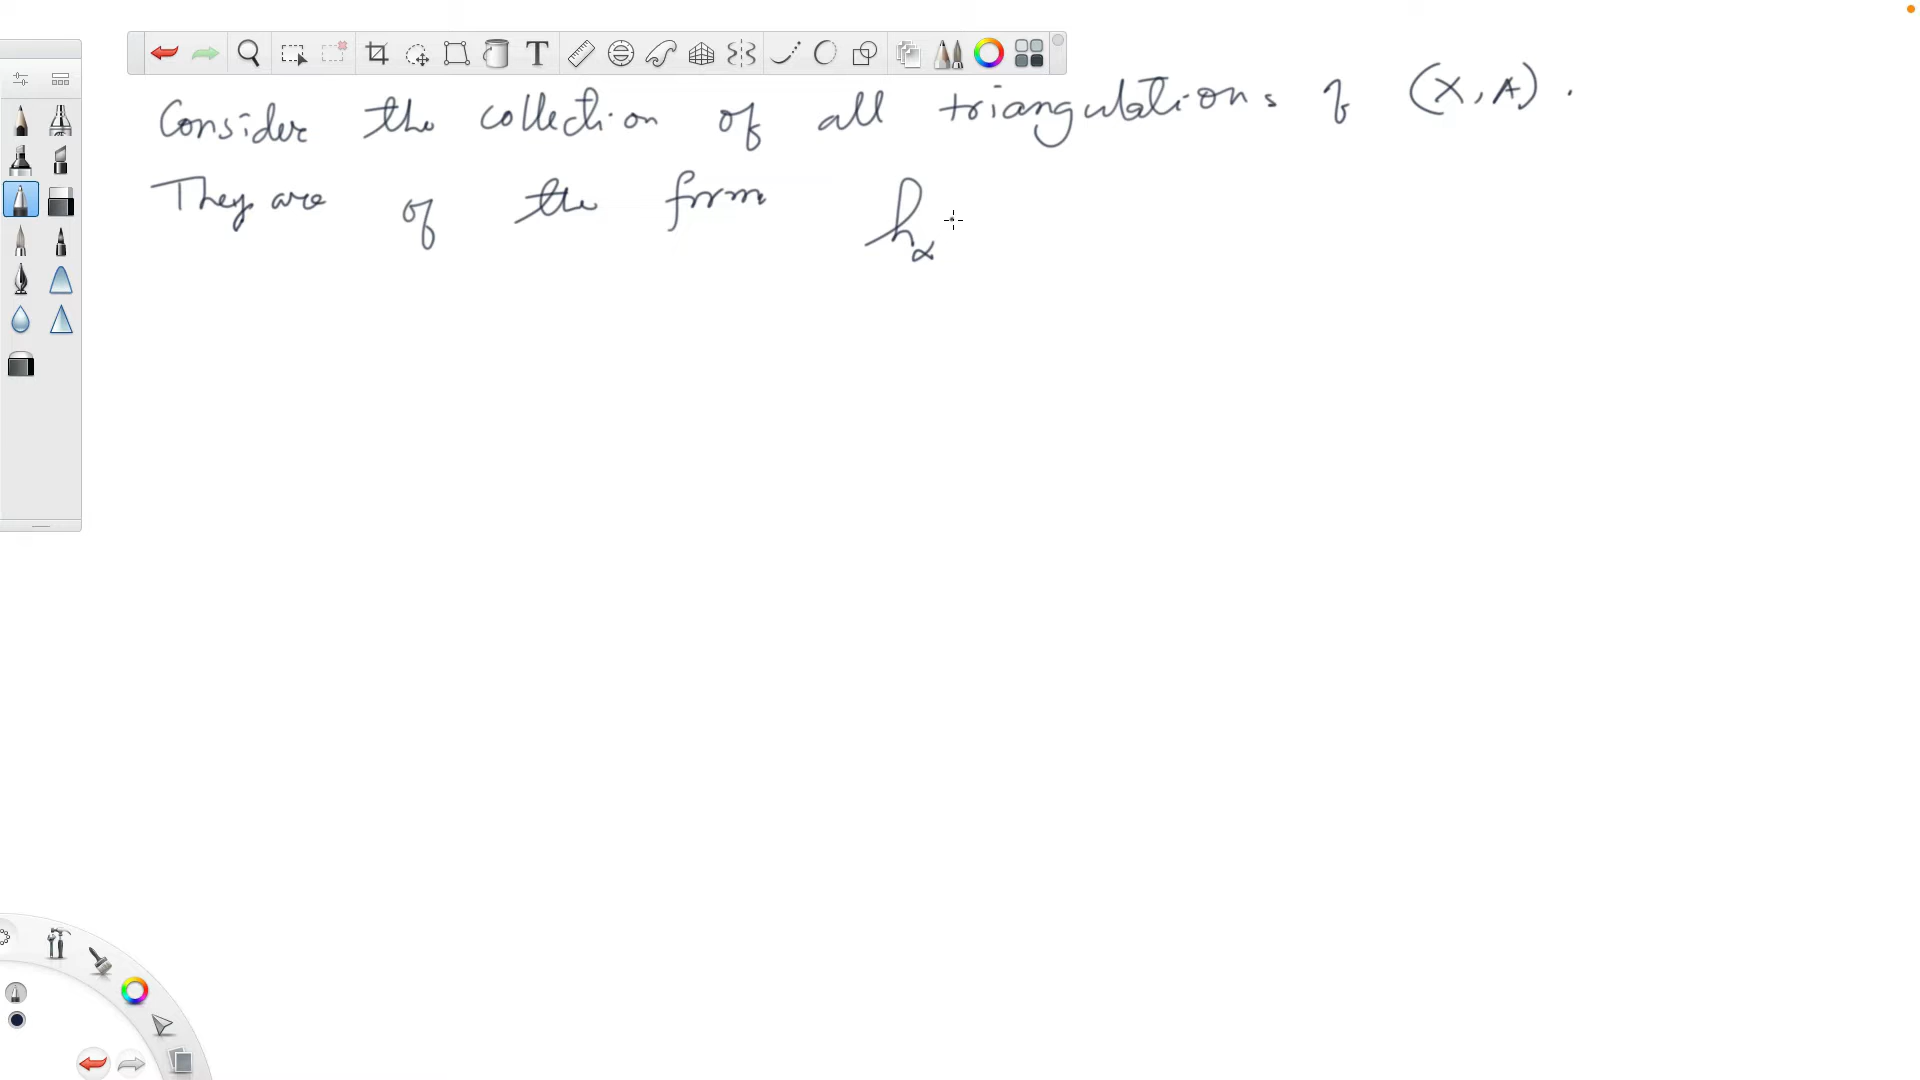 Consider the collection of all triangulations of (X, A).
They are of the form h_α